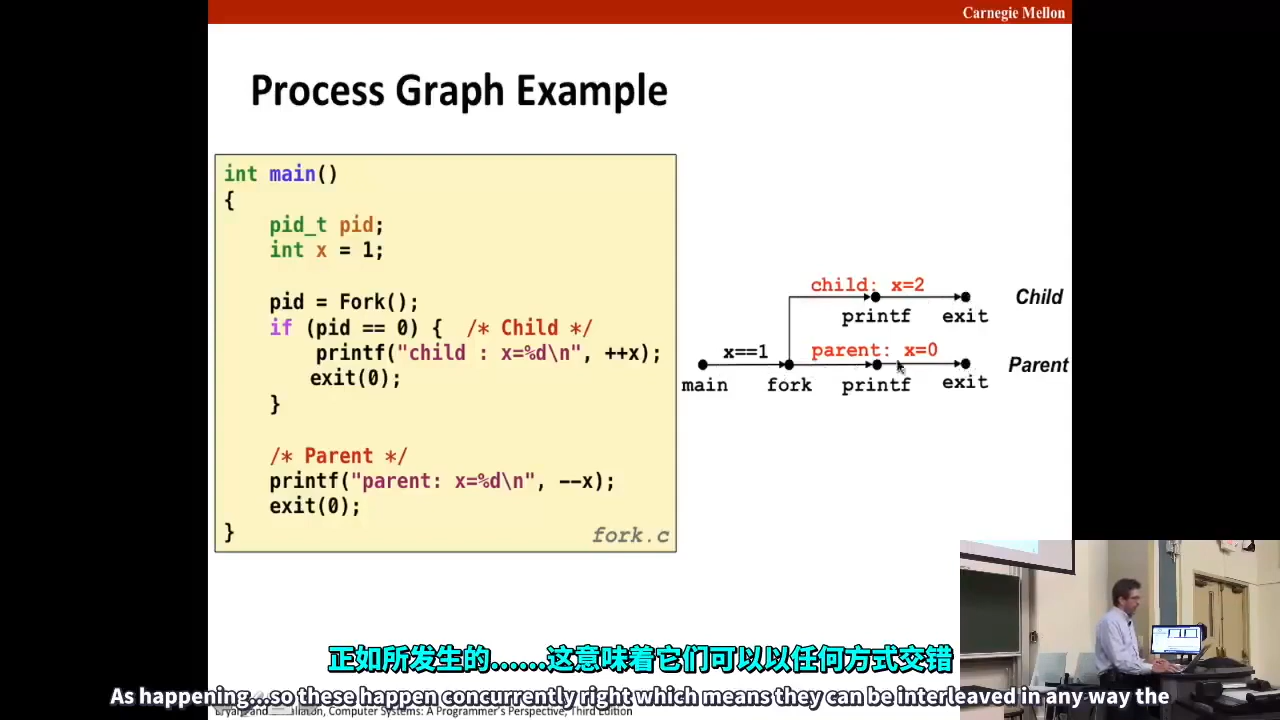 Carnegie Mellon
Process Graph Example
int main()
{
pid_t pid;
int x = 1;
pid = Fork();
if (pid == 0) {  /* Child */
printf("child : x=%d\n", ++x);
exit(0);
}
/* Parent */
printf("parent: x=%d\n", --x);
exit(0);
}
fork.c
child: x=2
Child
printf
exit
x==1
parent: x=0
Parent
main
fork
printf
exit
正如所发生的......这意味着它们可以以任何方式交错
As happening...so these happen concurrently right which means they can be interleaved in any way the
Computer Systems: A Programmer's Perspective, Third Edition